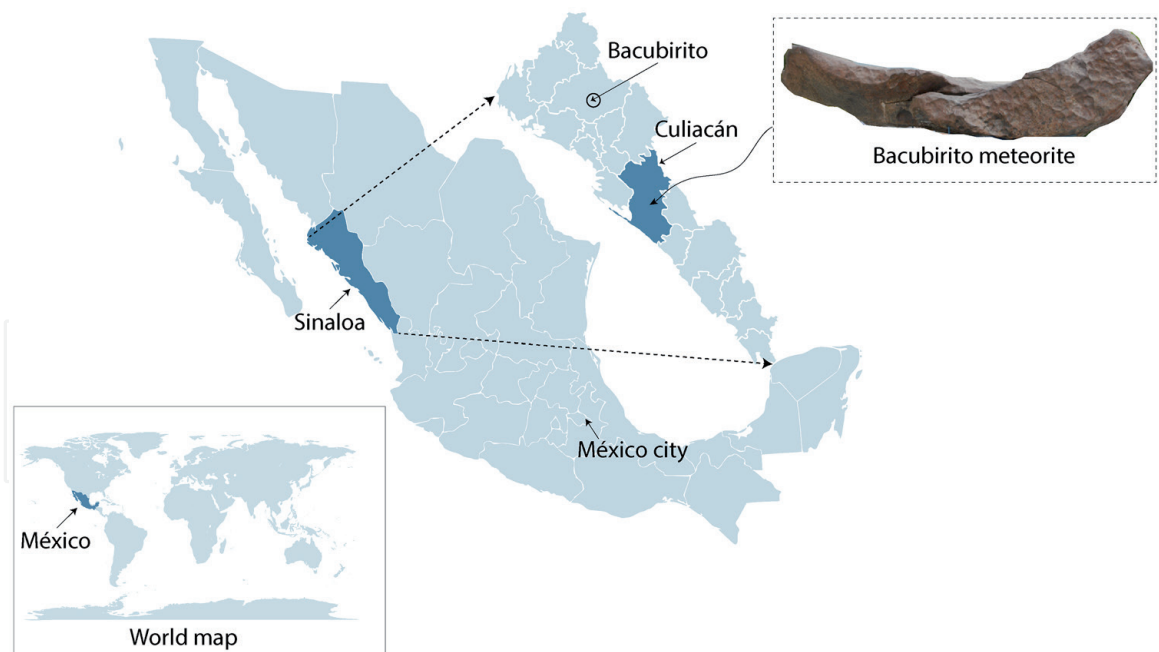 Bacubirito
Culiacán
Bacubirito meteorite
Sinaloa
México city
México
World map